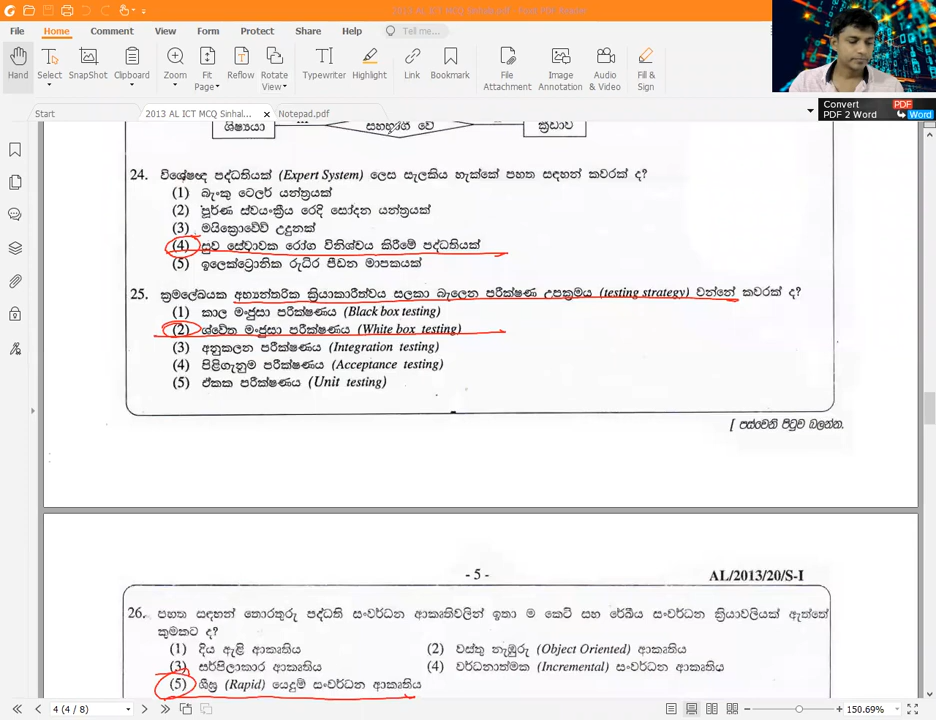 2013 AL ICT MCQ Sinhala.pdf - Foxit PDF Reader
File Home Comment View Form Protect Share Help Tell me...
Hand Select SnapShot Clipboard Zoom Fit Page Reflow Rotate View Typewriter Highlight Link Bookmark File Attachment Image Annotation Audio & Video Fill & Sign
Convert PDF
PDF 2 Word Word
Start 2013 AL ICT MCQ Sinhal... × Notepad.pdf
ශිෂ්‍යයා සහභාගී වේ ක්‍රීඩාව
24. විශේෂඥ පද්ධතියක් (Expert System) ලෙස සැලකිය හැක්කේ පහත සඳහන් කවරක් ද?
(1) බැංකු ටෙලර් යන්ත්‍රයක්
(2) පූර්ණ ස්වයංක්‍රීය රෙදි සෝදන යන්ත්‍රයක්
(3) මයික්‍රොවේව් උදුනක්
(4) සුව සේවාවක රෝග විනිශ්චය කිරීමේ පද්ධතියක්
(5) ඉලෙක්ට්‍රොනික රුධිර පීඩන මාපකයක්
25. ක්‍රමලේඛයක අභ්‍යන්තරික ක්‍රියාකාරීත්වය සලකා බැලෙන පරීක්ෂණ උපක්‍රමය (testing strategy) වන්නේ කවරක් ද?
(1) කාල මංජුසා පරීක්ෂණය (Black box testing)
(2) ශ්වේත මංජුසා පරීක්ෂණය (White box testing)
(3) අනුකලන පරීක්ෂණය (Integration testing)
(4) පිළිගැනුම් පරීක්ෂණය (Acceptance testing)
(5) ඒකක පරීක්ෂණය (Unit testing)
[ පස්වෙනි පිටුව බලන්න.
- 5 - AL/2013/20/S-I
26. පහත සඳහන් තොරතුරු පද්ධති සංවර්ධන ආකෘතිවලින් ඉතා ම කෙටි සහ රේඛීය සංවර්ධන ක්‍රියාවලියක් ඇත්තේ
කුමකට ද?
(1) දිය ඇලි ආකෘතිය (2) වස්තු නැඹුරු (Object Oriented) ආකෘතිය
(3) සර්පිලාකාර ආකෘතිය (4) වර්ධනාත්මක (Incremental) සංවර්ධන ආකෘතිය
(5) ශීඝ්‍ර (Rapid) යෙදුම් සංවර්ධන ආකෘතිය
4 (4 / 8) 150.69%